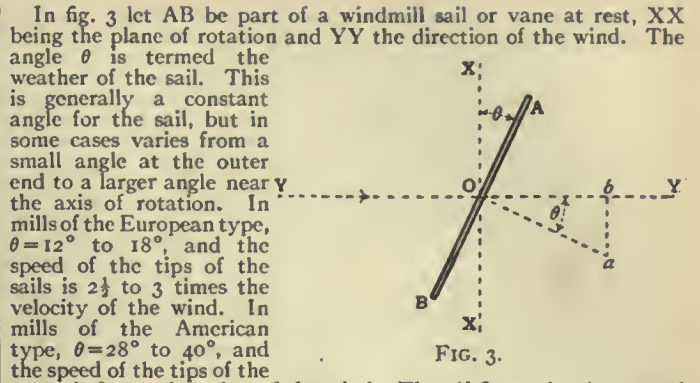 In fig. 3 let AB be part of a windmill sail or vane at rest, XX
being the plane of rotation and YY the direction of the wind. The
angle θ is termed the
weather of the sail. This
is generally a constant
angle for the sail, but in
some cases varies from a
small angle at the outer
end to a larger angle near
the axis of rotation. In
mills of the European type,
θ=12° to 18°, and the
speed of the tips of the
sails is 2½ to 3 times the
velocity of the wind. In
mills of the American
type, θ=28° to 40°, and
the speed of the tips of the
X
θ
A
Y
O
b
Y
θ
a
B
X
FIG. 3.